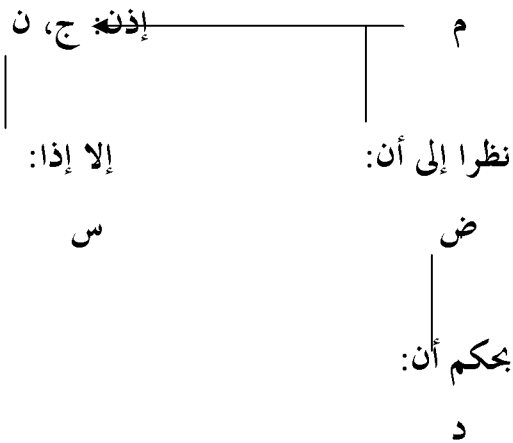 م إذن: ج، ن
نظرا إلى أن: إلا إذا:
ض س
بحكم أن:
د